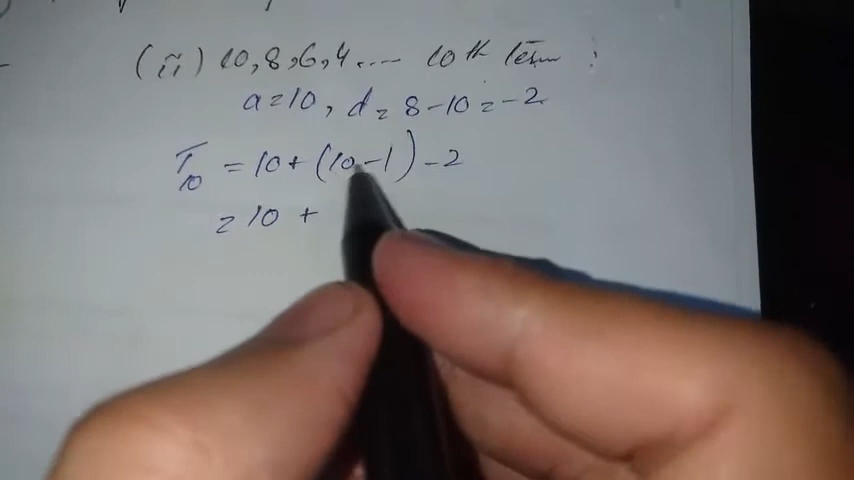 (ii) 10,8,6,4.... 10th term :
a=10, d= 8-10=-2
T10 = 10+(10-1)-2
= 10 +